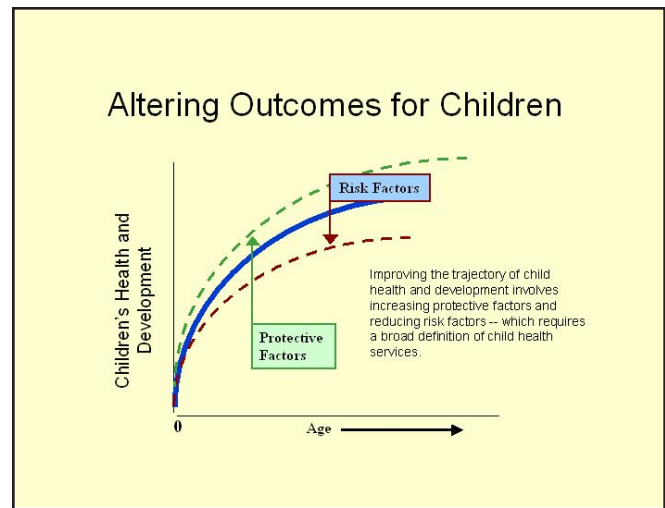 Altering Outcomes for Children
Children's Health and
Development
Risk Factors
Protective
Factors
Improving the trajectory of child
health and development involves
increasing protective factors and
reducing risk factors -- which requires
a broad definition of child health
services.
0
Age